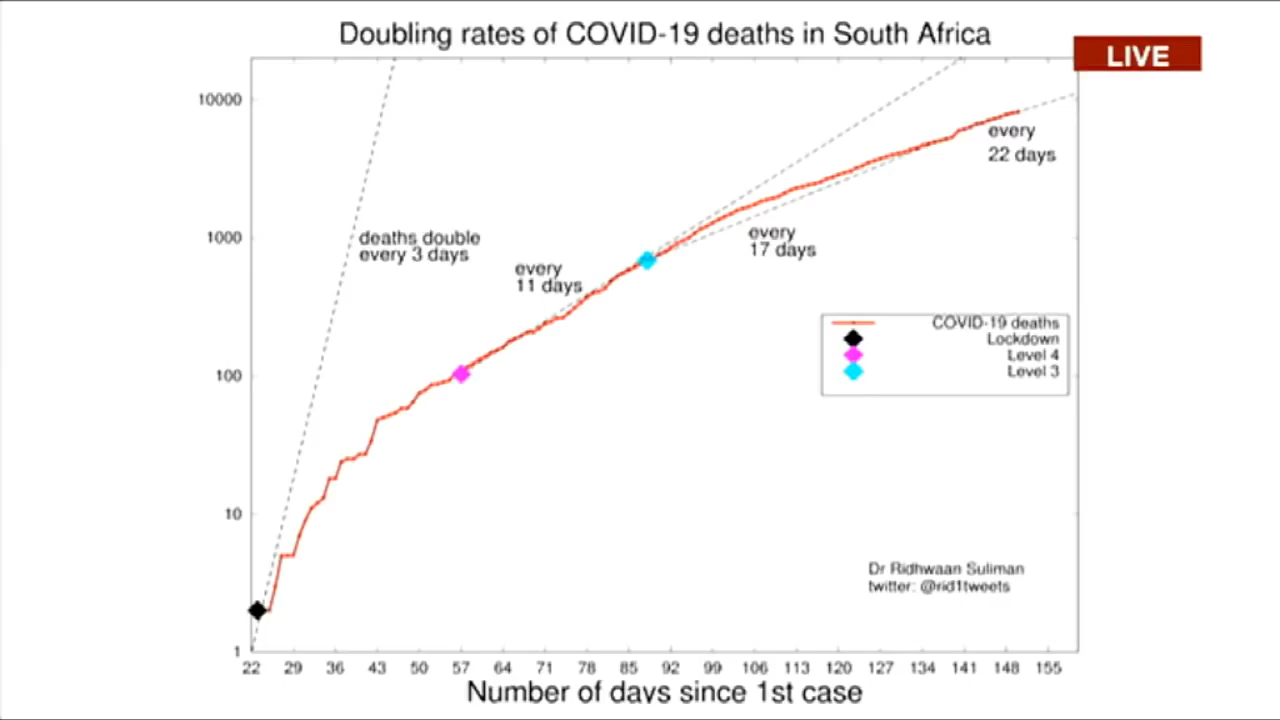 Doubling rates of COVID-19 deaths in South Africa
LIVE
10000
1000
100
10
1
deaths double
every 3 days
every
11 days
every
17 days
every
22 days
COVID-19 deaths
Lockdown
Level 4
Level 3
Dr Ridhwaan Suliman
twitter: @rid1tweets
22 29 36 43 50 57 64 71 78 85 92 99 106 113 120 127 134 141 148 155
Number of days since 1st case